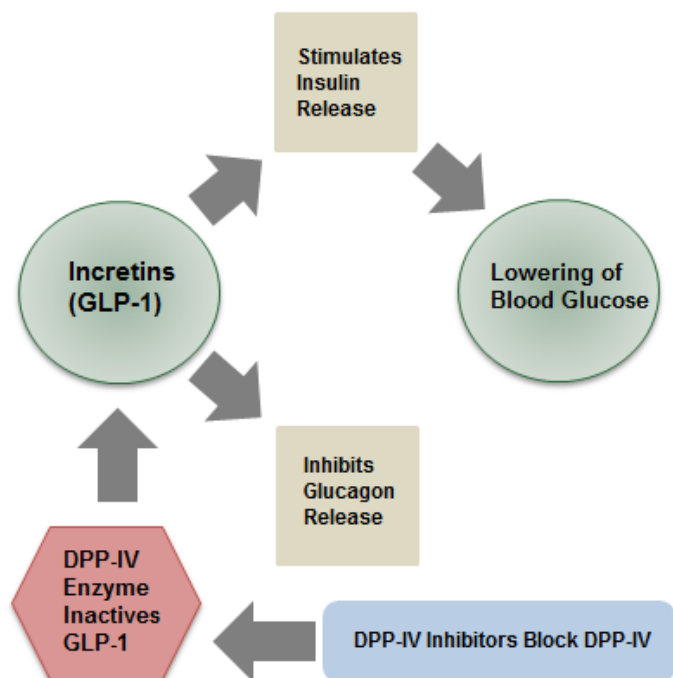 Stimulates
Insulin
Release
Incretins
(GLP-1)
Lowering of
Blood Glucose
Inhibits
Glucagon
Release
DPP-IV
Enzyme
Inactives
GLP-1
DPP-IV Inhibitors Block DPP-IV